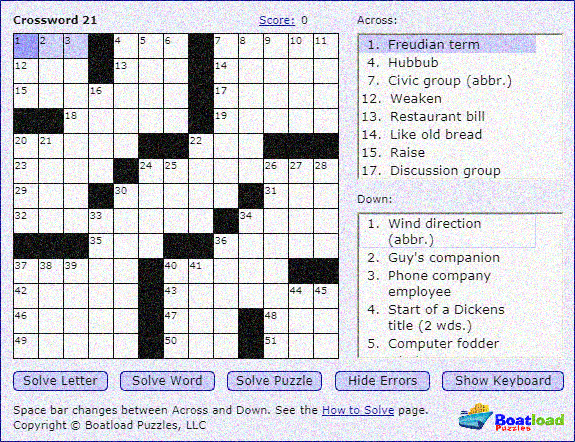 Crossword 21
Score: 0
1 2 3 4 5 6 7 8 9 10 11
12 13 14
15 16 17
18 19
20 21 22
23 24 25 26 27 28
29 30 31
32 33 34
35 36
37 38 39 40 41
42 43 44 45
46 47 48
49 50 51
Across:
1. Freudian term
4. Hubbub
7. Civic group (abbr.)
12. Weaken
13. Restaurant bill
14. Like old bread
15. Raise
17. Discussion group
Down:
1. Wind direction
(abbr.)
2. Guy's companion
3. Phone company
employee
4. Start of a Dickens
title (2 wds.)
5. Computer fodder
Solve Letter Solve Word Solve Puzzle Hide Errors Show Keyboard
Space bar changes between Across and Down. See the How to Solve page.
Copyright © Boatload Puzzles, LLC
Boatload
Puzzles